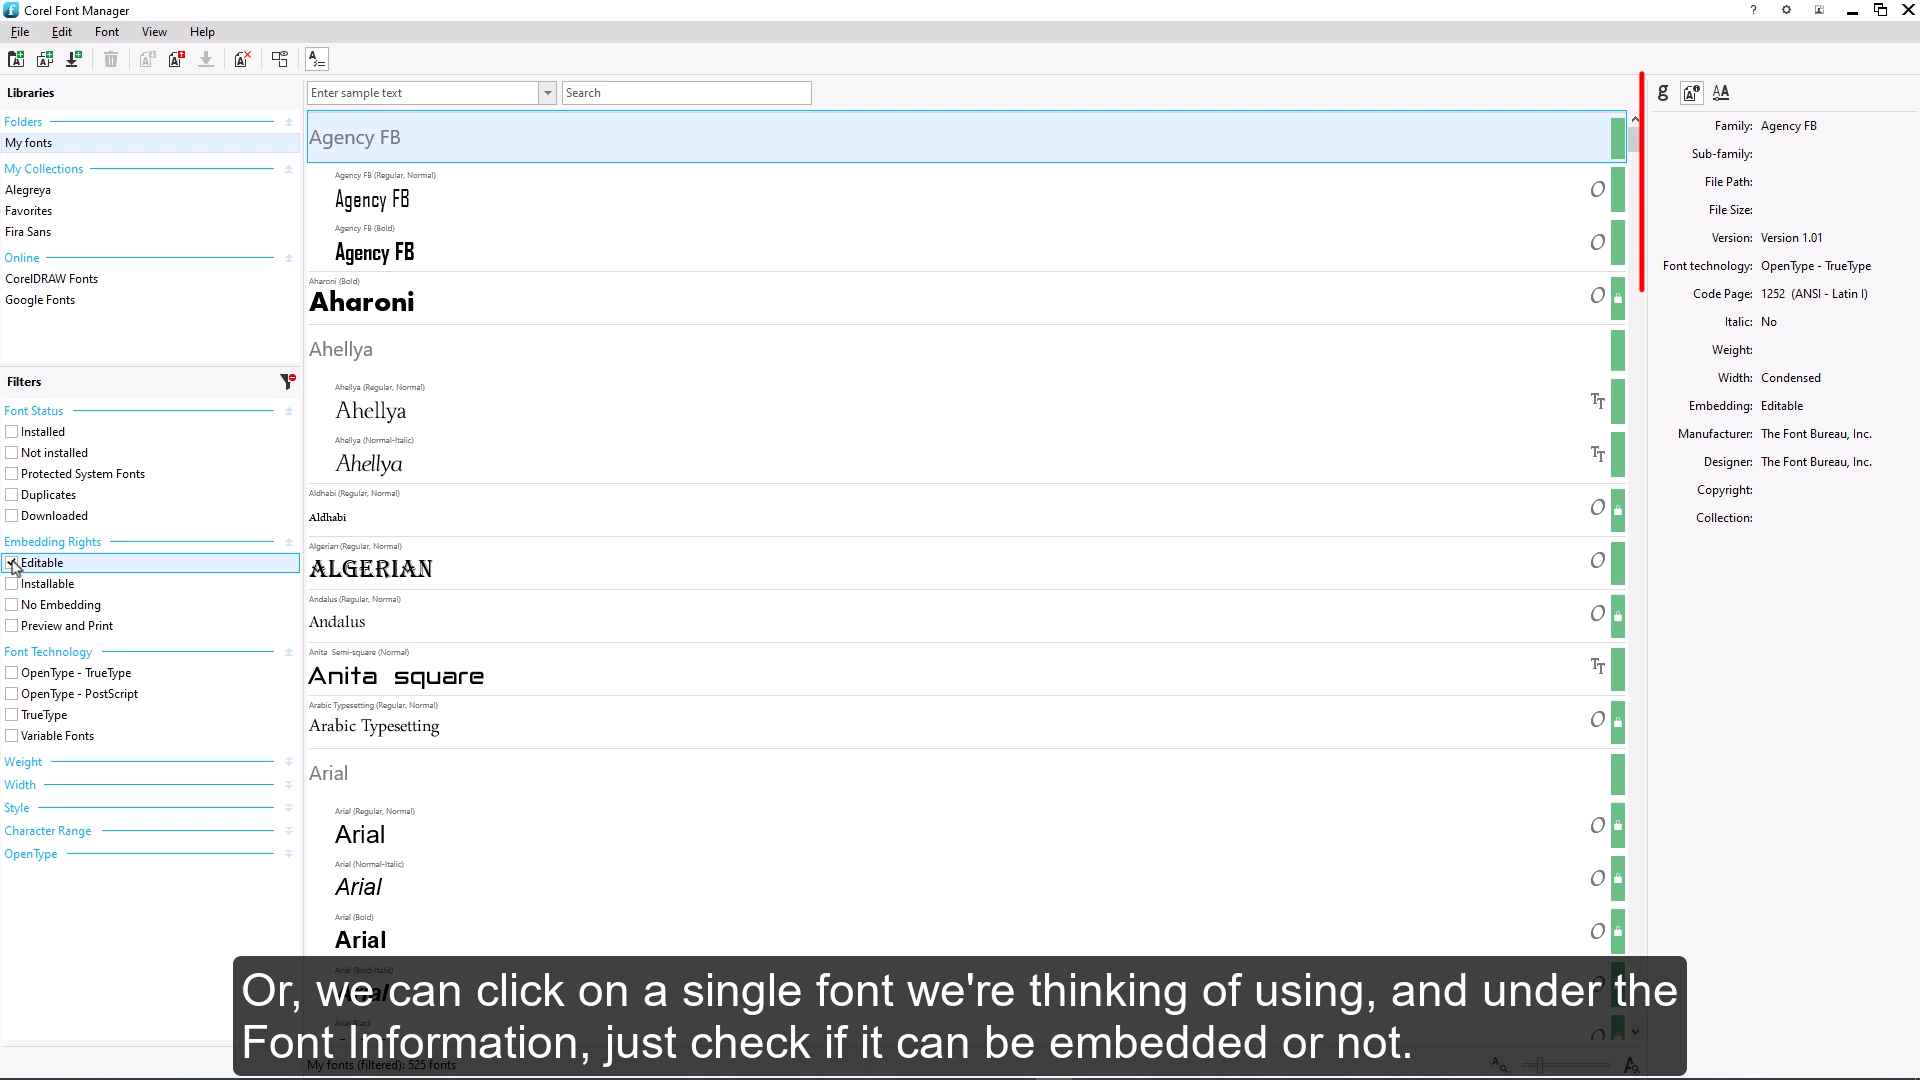 Corel Font Manager
File Edit Font View Help
Libraries
Folders
My fonts
My Collections
Alegreya
Favorites
Fira Sans
Online
CorelDRAW Fonts
Google Fonts
Filters
Font Status
Installed
Not installed
Protected System Fonts
Duplicates
Downloaded
Embedding Rights
Editable
Installable
No Embedding
Preview and Print
Font Technology
OpenType - TrueType
OpenType - PostScript
TrueType
Variable Fonts
Weight
Width
Style
Character Range
OpenType
Enter sample text
Search
Agency FB
Agency FB (Regular, Normal)
Agency FB
Agency FB (Bold)
Agency FB
Aharoni (Bold)
Aharoni
Ahellya
Ahellya (Regular, Normal)
Ahellya
Ahellya (Normal-Italic)
Ahellya
Aldhabi (Regular, Normal)
Aldhabi
Algerian (Regular, Normal)
ALGERIAN
Andalus (Regular, Normal)
Andalus
Anita Semi-square (Normal)
Anita square
Arabic Typesetting (Regular, Normal)
Arabic Typesetting
Arial
Arial (Regular, Normal)
Arial
Arial (Normal-Italic)
Arial
Arial (Bold)
Arial
Arial (Bold-Italic)
Arial Black
My fonts (filtered): 525 fonts
Family: Agency FB
Sub-family:
File Path:
File Size:
Version: Version 1.01
Font technology: OpenType - TrueType
Code Page: 1252 (ANSI - Latin I)
Italic: No
Weight:
Width: Condensed
Embedding: Editable
Manufacturer: The Font Bureau, Inc.
Designer: The Font Bureau, Inc.
Copyright:
Collection:
Or, we can click on a single font we're thinking of using, and under the
Font Information, just check if it can be embedded or not.